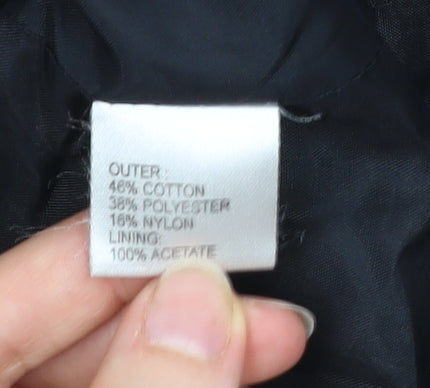 OUTER :
46% COTTON
38% POLYESTER
16% NYLON
LINING:
100% ACETATE